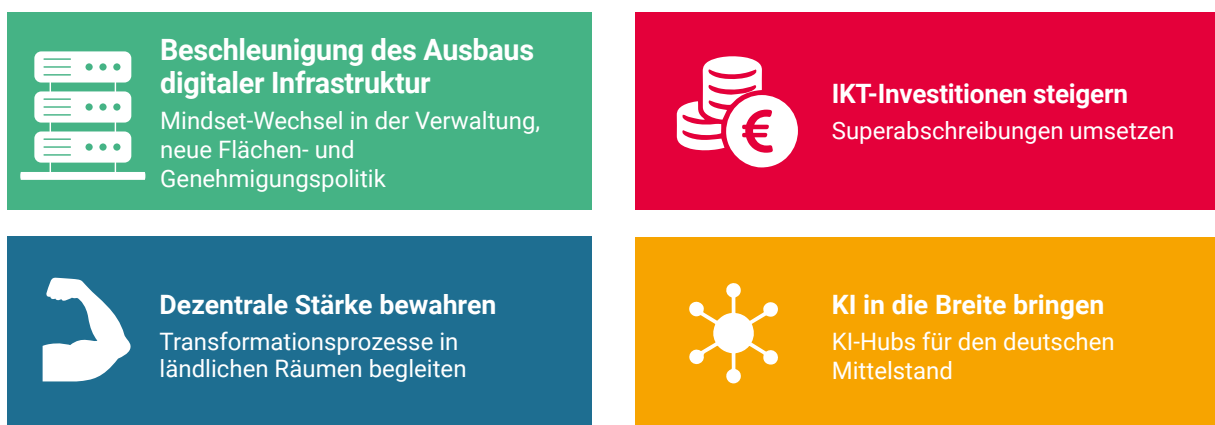 Beschleunigung des Ausbaus
digitaler Infrastruktur
Mindset-Wechsel in der Verwaltung,
neue Flächen- und
Genehmigungspolitik
IKT-Investitionen steigern
Superabschreibungen umsetzen
€
Dezentrale Stärke bewahren
Transformationsprozesse in
ländlichen Räumen begleiten
KI in die Breite bringen
KI-Hubs für den deutschen
Mittelstand